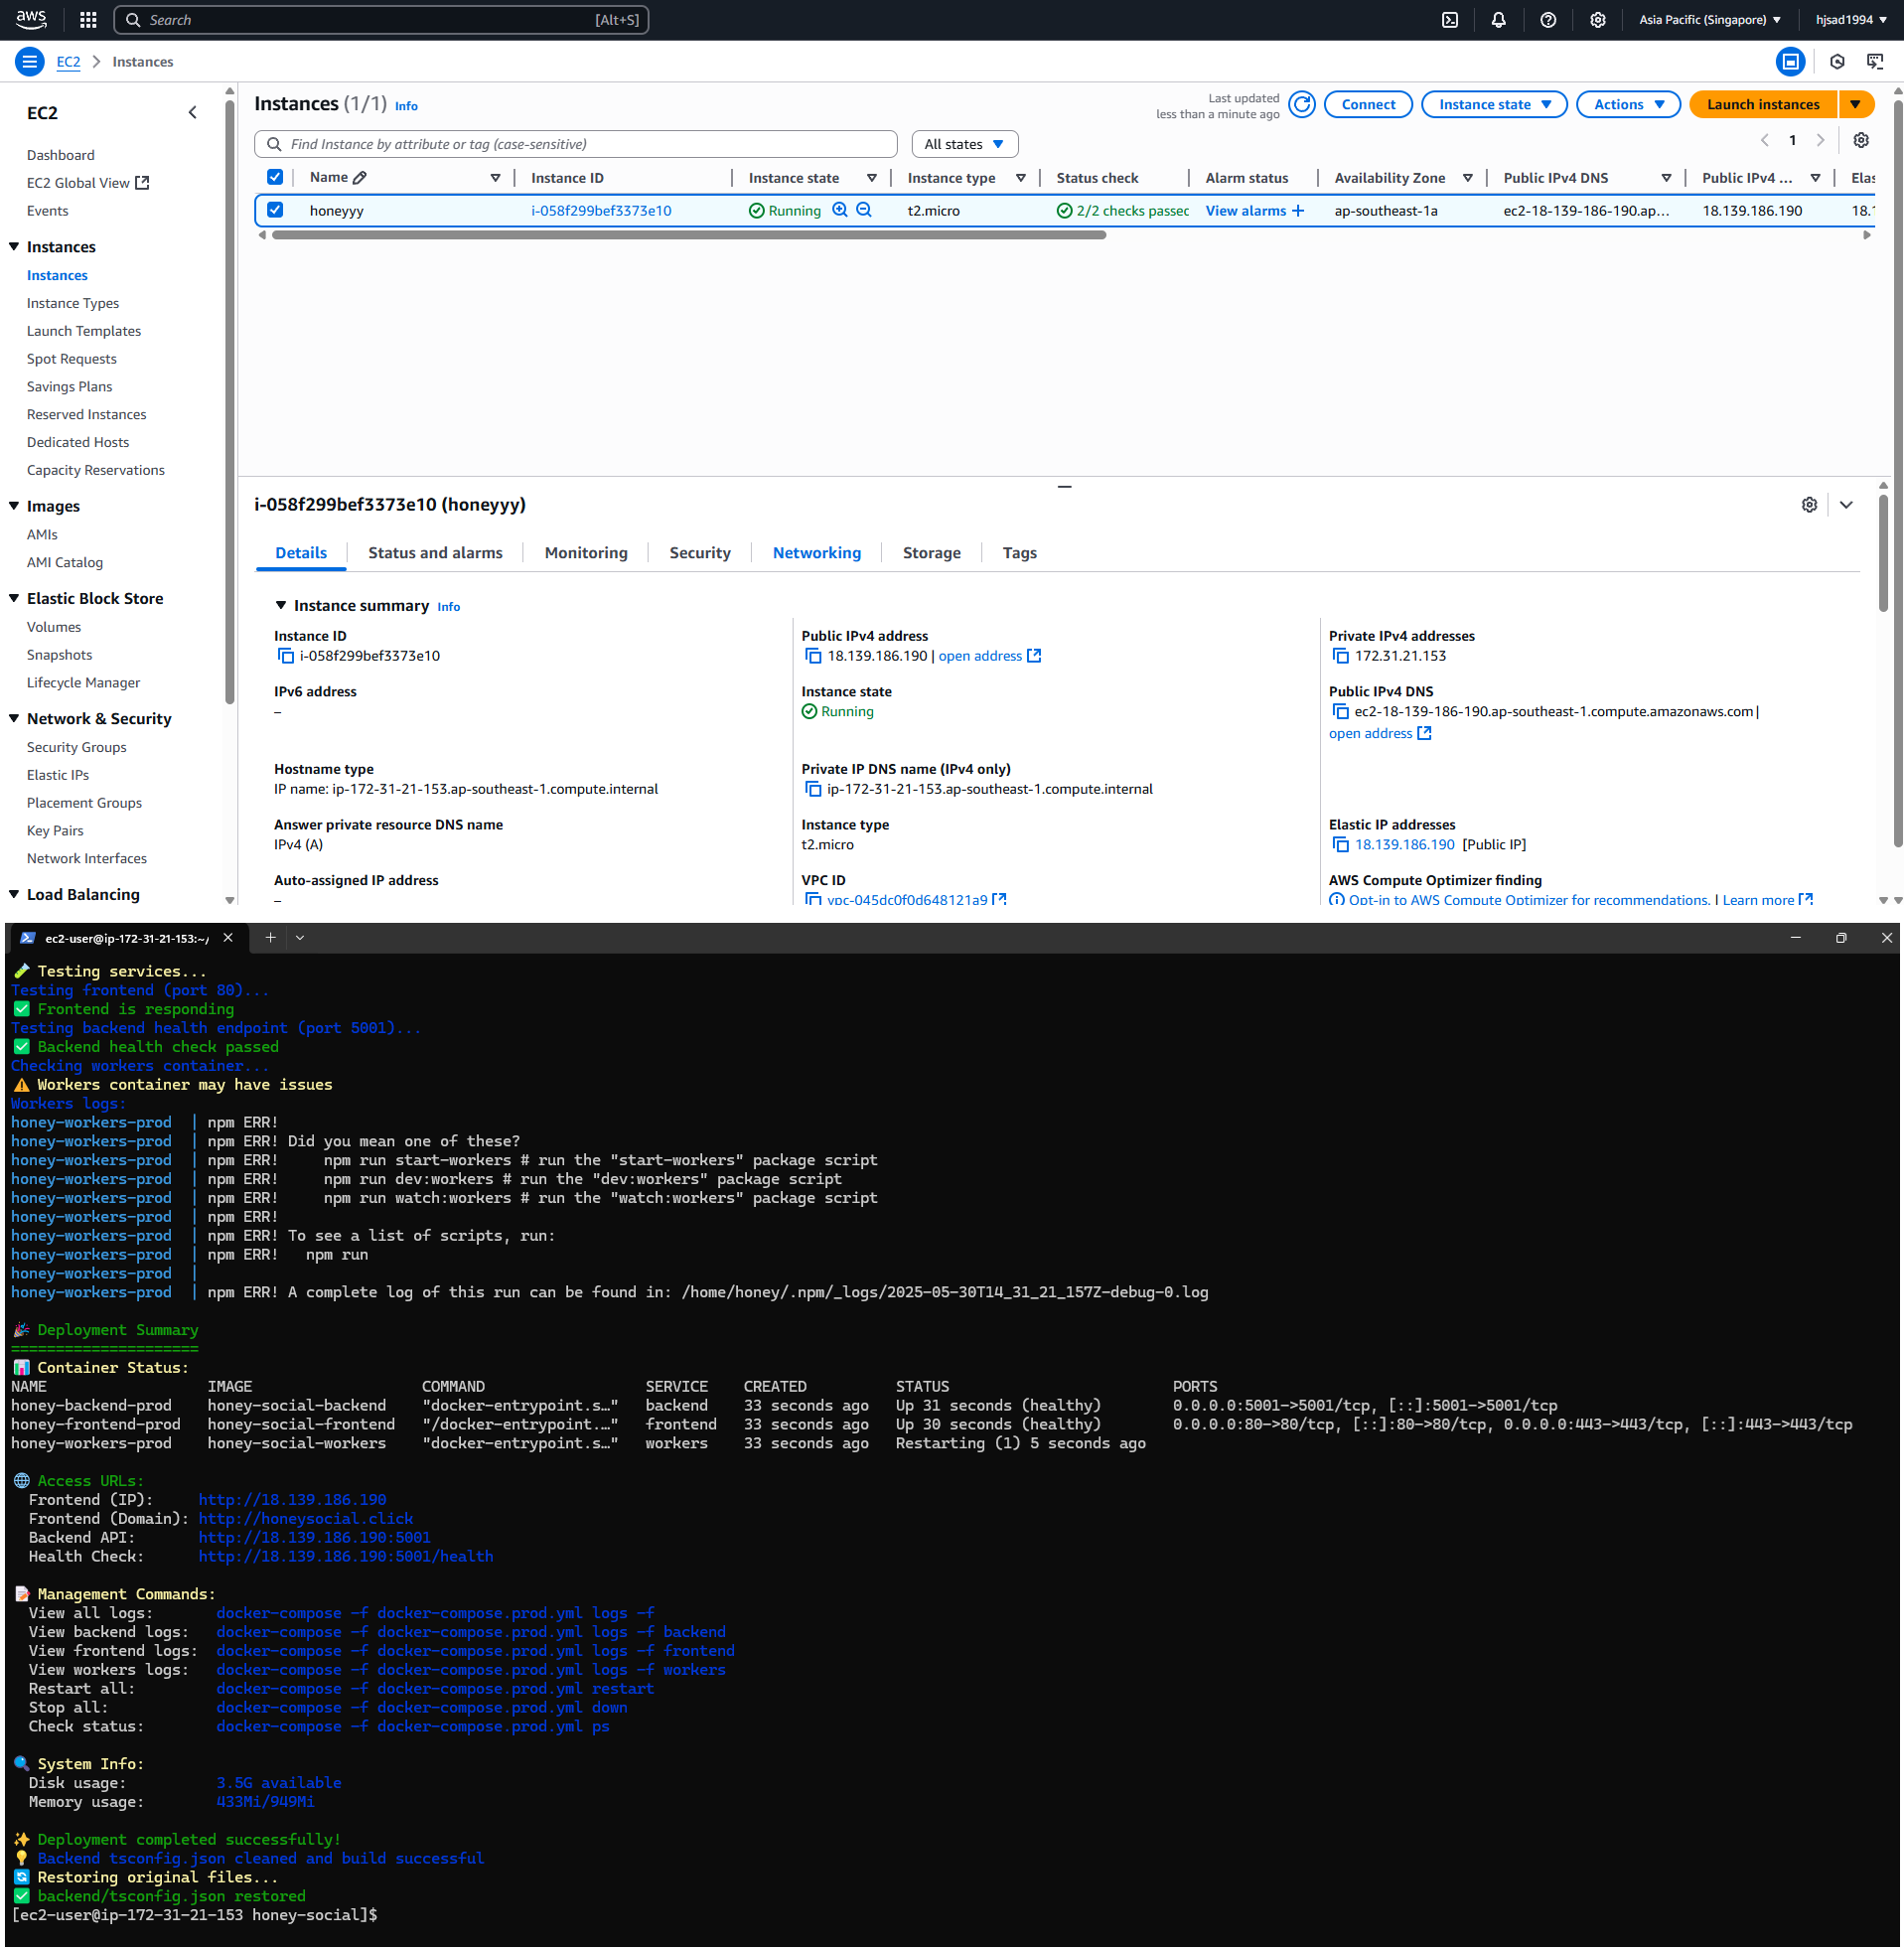 aws
Search [Alt+S]
Asia Pacific (Singapore) hjsad1994
EC2 Instances
EC2
Dashboard
EC2 Global View
Events
Instances
Instances
Instance Types
Launch Templates
Spot Requests
Savings Plans
Reserved Instances
Dedicated Hosts
Capacity Reservations
Images
AMIs
AMI Catalog
Elastic Block Store
Volumes
Snapshots
Lifecycle Manager
Network & Security
Security Groups
Elastic IPs
Placement Groups
Key Pairs
Network Interfaces
Load Balancing
Instances (1/1) Info
Last updated
less than a minute ago
Connect Instance state Actions Launch instances
Find Instance by attribute or tag (case-sensitive) All states 1
Name Instance ID Instance state Instance type Status check Alarm status Availability Zone Public IPv4 DNS Public IPv4 ... Elas
honeyyy i-058f299bef3373e10 Running t2.micro 2/2 checks passec View alarms + ap-southeast-1a ec2-18-139-186-190.ap... 18.139.186.190 18.1
i-058f299bef3373e10 (honeyyy)
Details Status and alarms Monitoring Security Networking Storage Tags
Instance summary Info
Instance ID
i-058f299bef3373e10
Public IPv4 address
18.139.186.190 | open address
Private IPv4 addresses
172.31.21.153
IPv6 address
–
Instance state
Running
Public IPv4 DNS
ec2-18-139-186-190.ap-southeast-1.compute.amazonaws.com |
open address
Hostname type
IP name: ip-172-31-21-153.ap-southeast-1.compute.internal
Private IP DNS name (IPv4 only)
ip-172-31-21-153.ap-southeast-1.compute.internal
Answer private resource DNS name
IPv4 (A)
Instance type
t2.micro
Elastic IP addresses
18.139.186.190 [Public IP]
Auto-assigned IP address
–
VPC ID
vpc-045dc0f0d648121a9
AWS Compute Optimizer finding
Opt-in to AWS Compute Optimizer for recommendations. | Learn more
ec2-user@ip-172-31-21-153:~/
Testing services...
Testing frontend (port 80)...
Frontend is responding
Testing backend health endpoint (port 5001)...
Backend health check passed
Checking workers container...
Workers container may have issues
Workers logs:
honey-workers-prod | npm ERR!
honey-workers-prod | npm ERR! Did you mean one of these?
honey-workers-prod | npm ERR!     npm run start-workers # run the "start-workers" package script
honey-workers-prod | npm ERR!     npm run dev:workers # run the "dev:workers" package script
honey-workers-prod | npm ERR!     npm run watch:workers # run the "watch:workers" package script
honey-workers-prod | npm ERR!
honey-workers-prod | npm ERR! To see a list of scripts, run:
honey-workers-prod | npm ERR!   npm run
honey-workers-prod |
honey-workers-prod | npm ERR! A complete log of this run can be found in: /home/honey/.npm/_logs/2025-05-30T14_31_21_157Z-debug-0.log
Deployment Summary
=====================
Container Status:
NAME IMAGE COMMAND SERVICE CREATED STATUS PORTS
honey-backend-prod honey-social-backend "docker-entrypoint.s…" backend 33 seconds ago Up 31 seconds (healthy) 0.0.0.0:5001->5001/tcp, [::]:5001->5001/tcp
honey-frontend-prod honey-social-frontend "/docker-entrypoint.…" frontend 33 seconds ago Up 30 seconds (healthy) 0.0.0.0:80->80/tcp, [::]:80->80/tcp, 0.0.0.0:443->443/tcp, [::]:443->443/tcp
honey-workers-prod honey-social-workers "docker-entrypoint.s…" workers 33 seconds ago Restarting (1) 5 seconds ago
Access URLs:
Frontend (IP): http://18.139.186.190
Frontend (Domain): http://honeysocial.click
Backend API: http://18.139.186.190:5001
Health Check: http://18.139.186.190:5001/health
Management Commands:
View all logs: docker-compose -f docker-compose.prod.yml logs -f
View backend logs: docker-compose -f docker-compose.prod.yml logs -f backend
View frontend logs: docker-compose -f docker-compose.prod.yml logs -f frontend
View workers logs: docker-compose -f docker-compose.prod.yml logs -f workers
Restart all: docker-compose -f docker-compose.prod.yml restart
Stop all: docker-compose -f docker-compose.prod.yml down
Check status: docker-compose -f docker-compose.prod.yml ps
System Info:
Disk usage: 3.5G available
Memory usage: 433Mi/949Mi
Deployment completed successfully!
Backend tsconfig.json cleaned and build successful
Restoring original files...
backend/tsconfig.json restored
[ec2-user@ip-172-31-21-153 honey-social]$